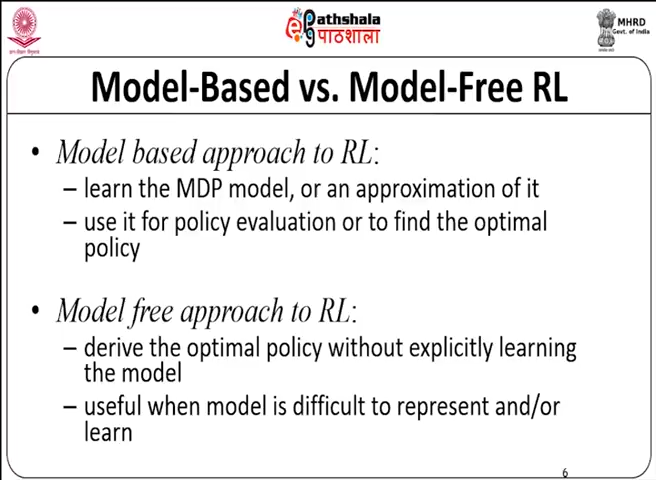 ePathshala
पाठशाला
MHRD
Govt. of India
Model-Based vs. Model-Free RL
• Model based approach to RL:
– learn the MDP model, or an approximation of it
– use it for policy evaluation or to find the optimal
policy
• Model free approach to RL:
– derive the optimal policy without explicitly learning
the model
– useful when model is difficult to represent and/or
learn
6